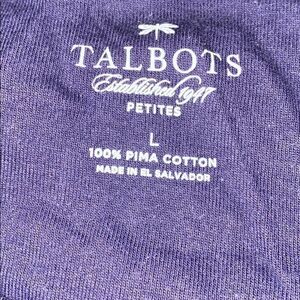 TALBOTS
Established 1947
PETITES
L
100% PIMA COTTON
MADE IN EL SALVADOR